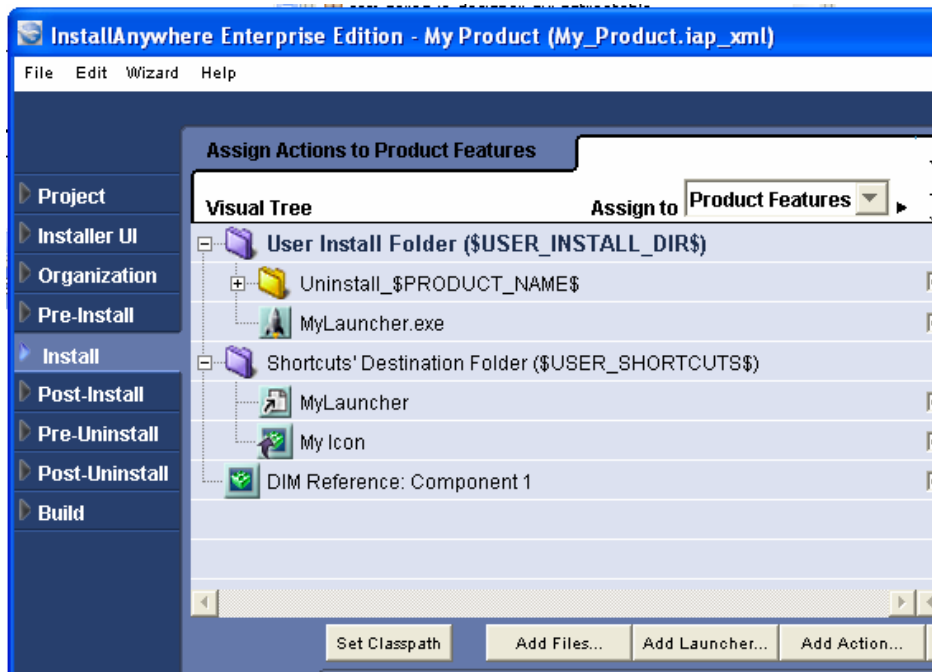 InstallAnywhere Enterprise Edition - My Product (My_Product.iap_xml)
File Edit Wizard Help
Assign Actions to Product Features
Project
Installer UI
Organization
Pre-Install
Install
Post-Install
Pre-Uninstall
Post-Uninstall
Build
Visual Tree Assign to Product Features
User Install Folder ($USER_INSTALL_DIR$)
Uninstall_$PRODUCT_NAME$
MyLauncher.exe
Shortcuts' Destination Folder ($USER_SHORTCUTS$)
MyLauncher
My Icon
DIM Reference: Component 1
Set Classpath Add Files... Add Launcher... Add Action...